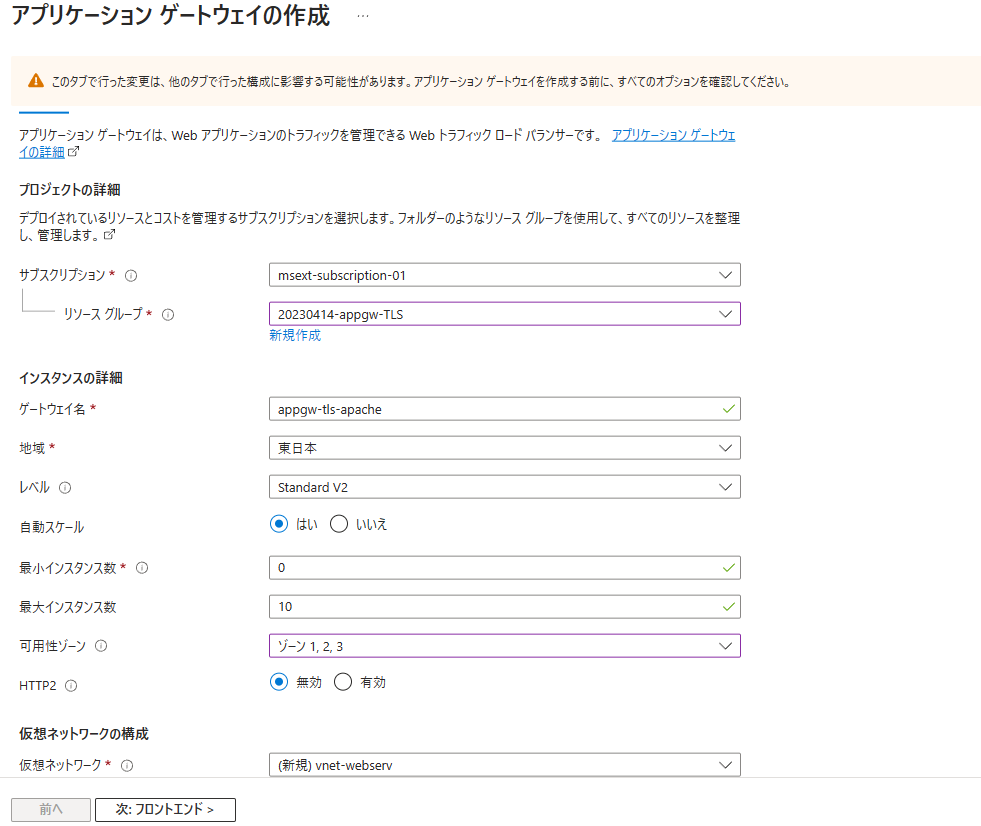 アプリケーション ゲートウェイの作成 …
このタブで行った変更は、他のタブで行った構成に影響する可能性があります。アプリケーション ゲートウェイを作成する前に、すべてのオプションを確認してください。
アプリケーション ゲートウェイは、Web アプリケーションのトラフィックを管理できる Web トラフィック ロード バランサーです。 アプリケーション ゲートウェ
イの詳細
プロジェクトの詳細
デプロイされているリソースとコストを管理するサブスクリプションを選択します。フォルダーのようなリソース グループを使用して、すべてのリソースを整理
し、管理します。
サブスクリプション * msext-subscription-01
リソース グループ * 20230414-appgw-TLS
新規作成
インスタンスの詳細
ゲートウェイ名 * appgw-tls-apache
地域 * 東日本
レベル Standard V2
自動スケール はい いいえ
最小インスタンス数 * 0
最大インスタンス数 10
可用性ゾーン ゾーン 1, 2, 3
HTTP2 無効 有効
仮想ネットワークの構成
仮想ネットワーク * (新規) vnet-webserv
前へ 次: フロントエンド >